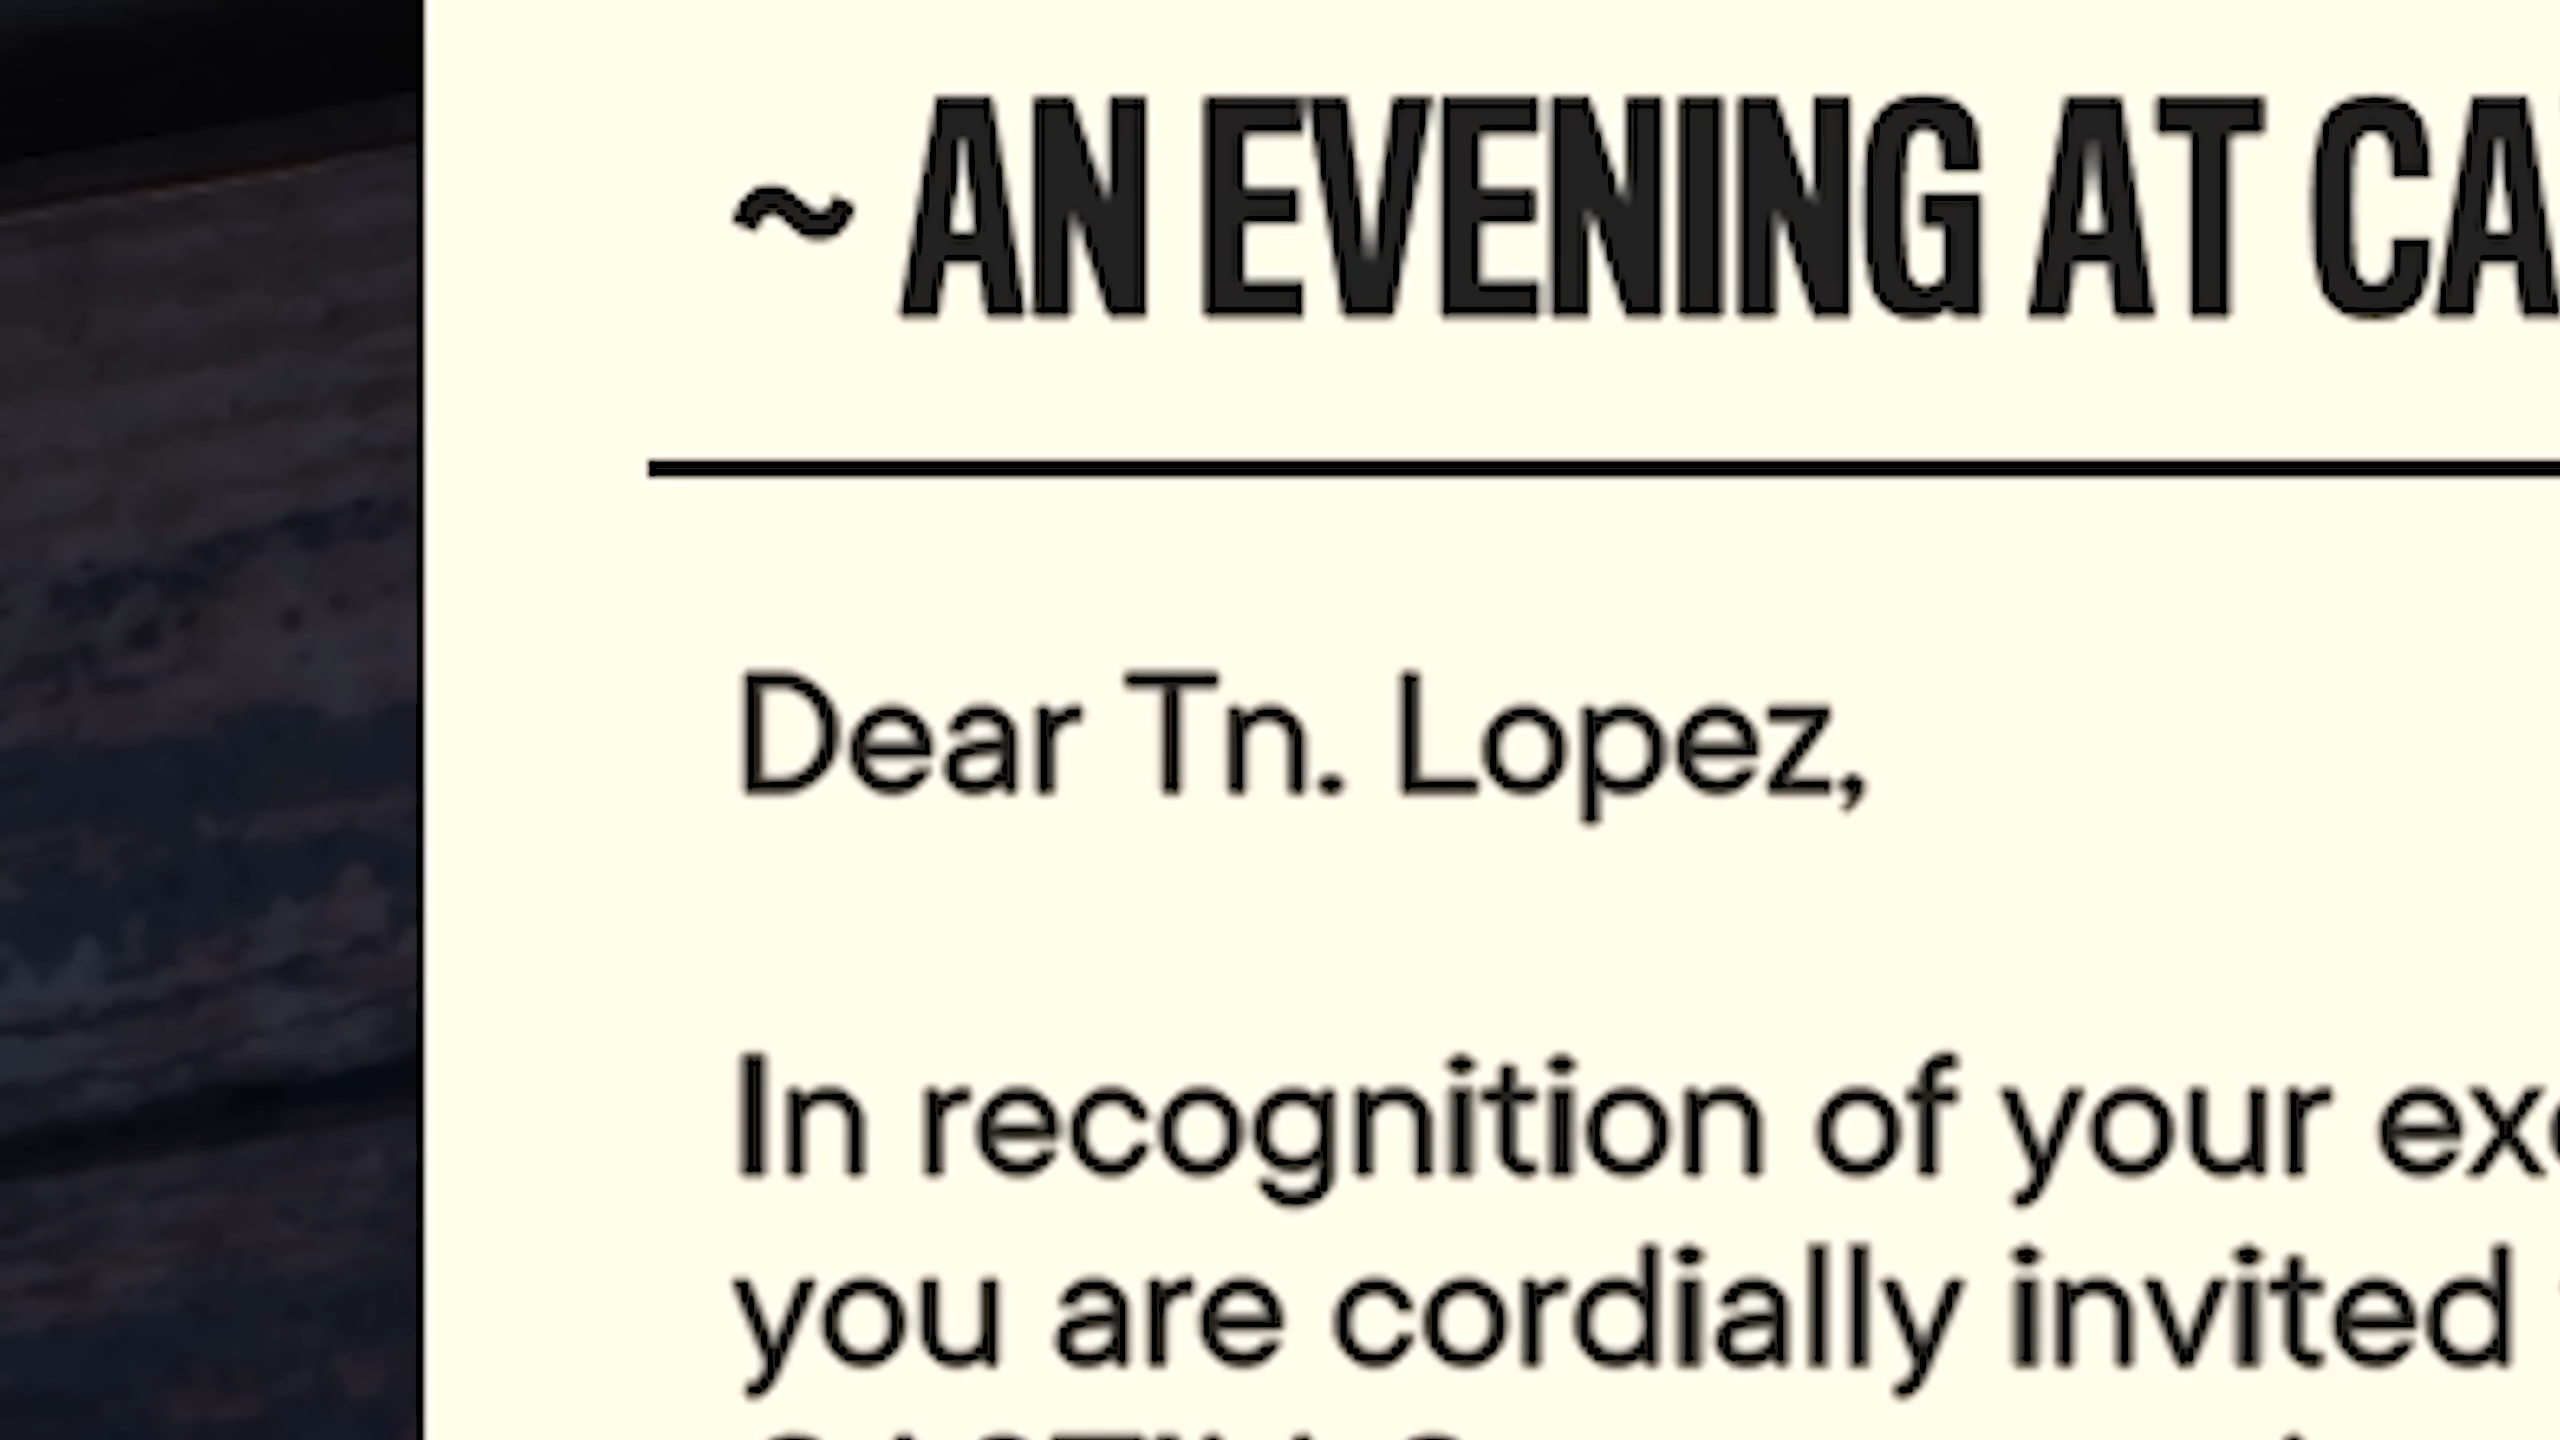 ~ AN EVENING AT
Dear Tn. Lopez,
In recognition of your
you are cordially invited